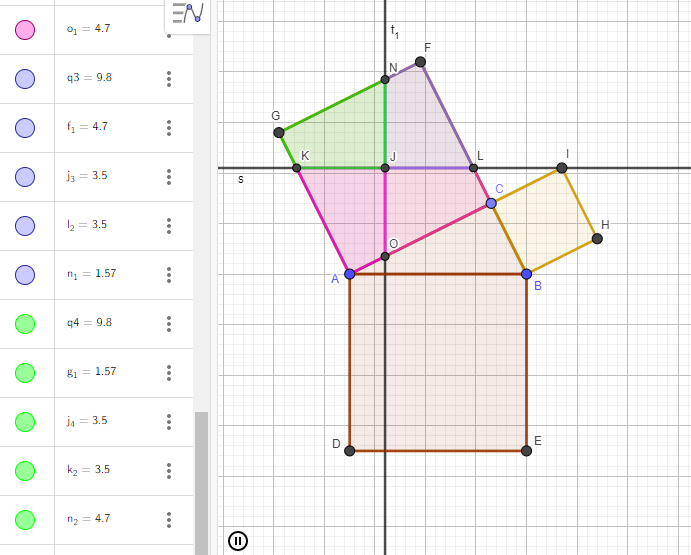 o₁ = 4.7
q3 = 9.8
f₁ = 4.7
j₃ = 3.5
l₂ = 3.5
n₁ = 1.57
q4 = 9.8
g₁ = 1.57
j₄ = 3.5
k₂ = 3.5
n₂ = 4.7
t₁
F
N
G
K
J
L
I
s
C
H
O
A
B
D
E